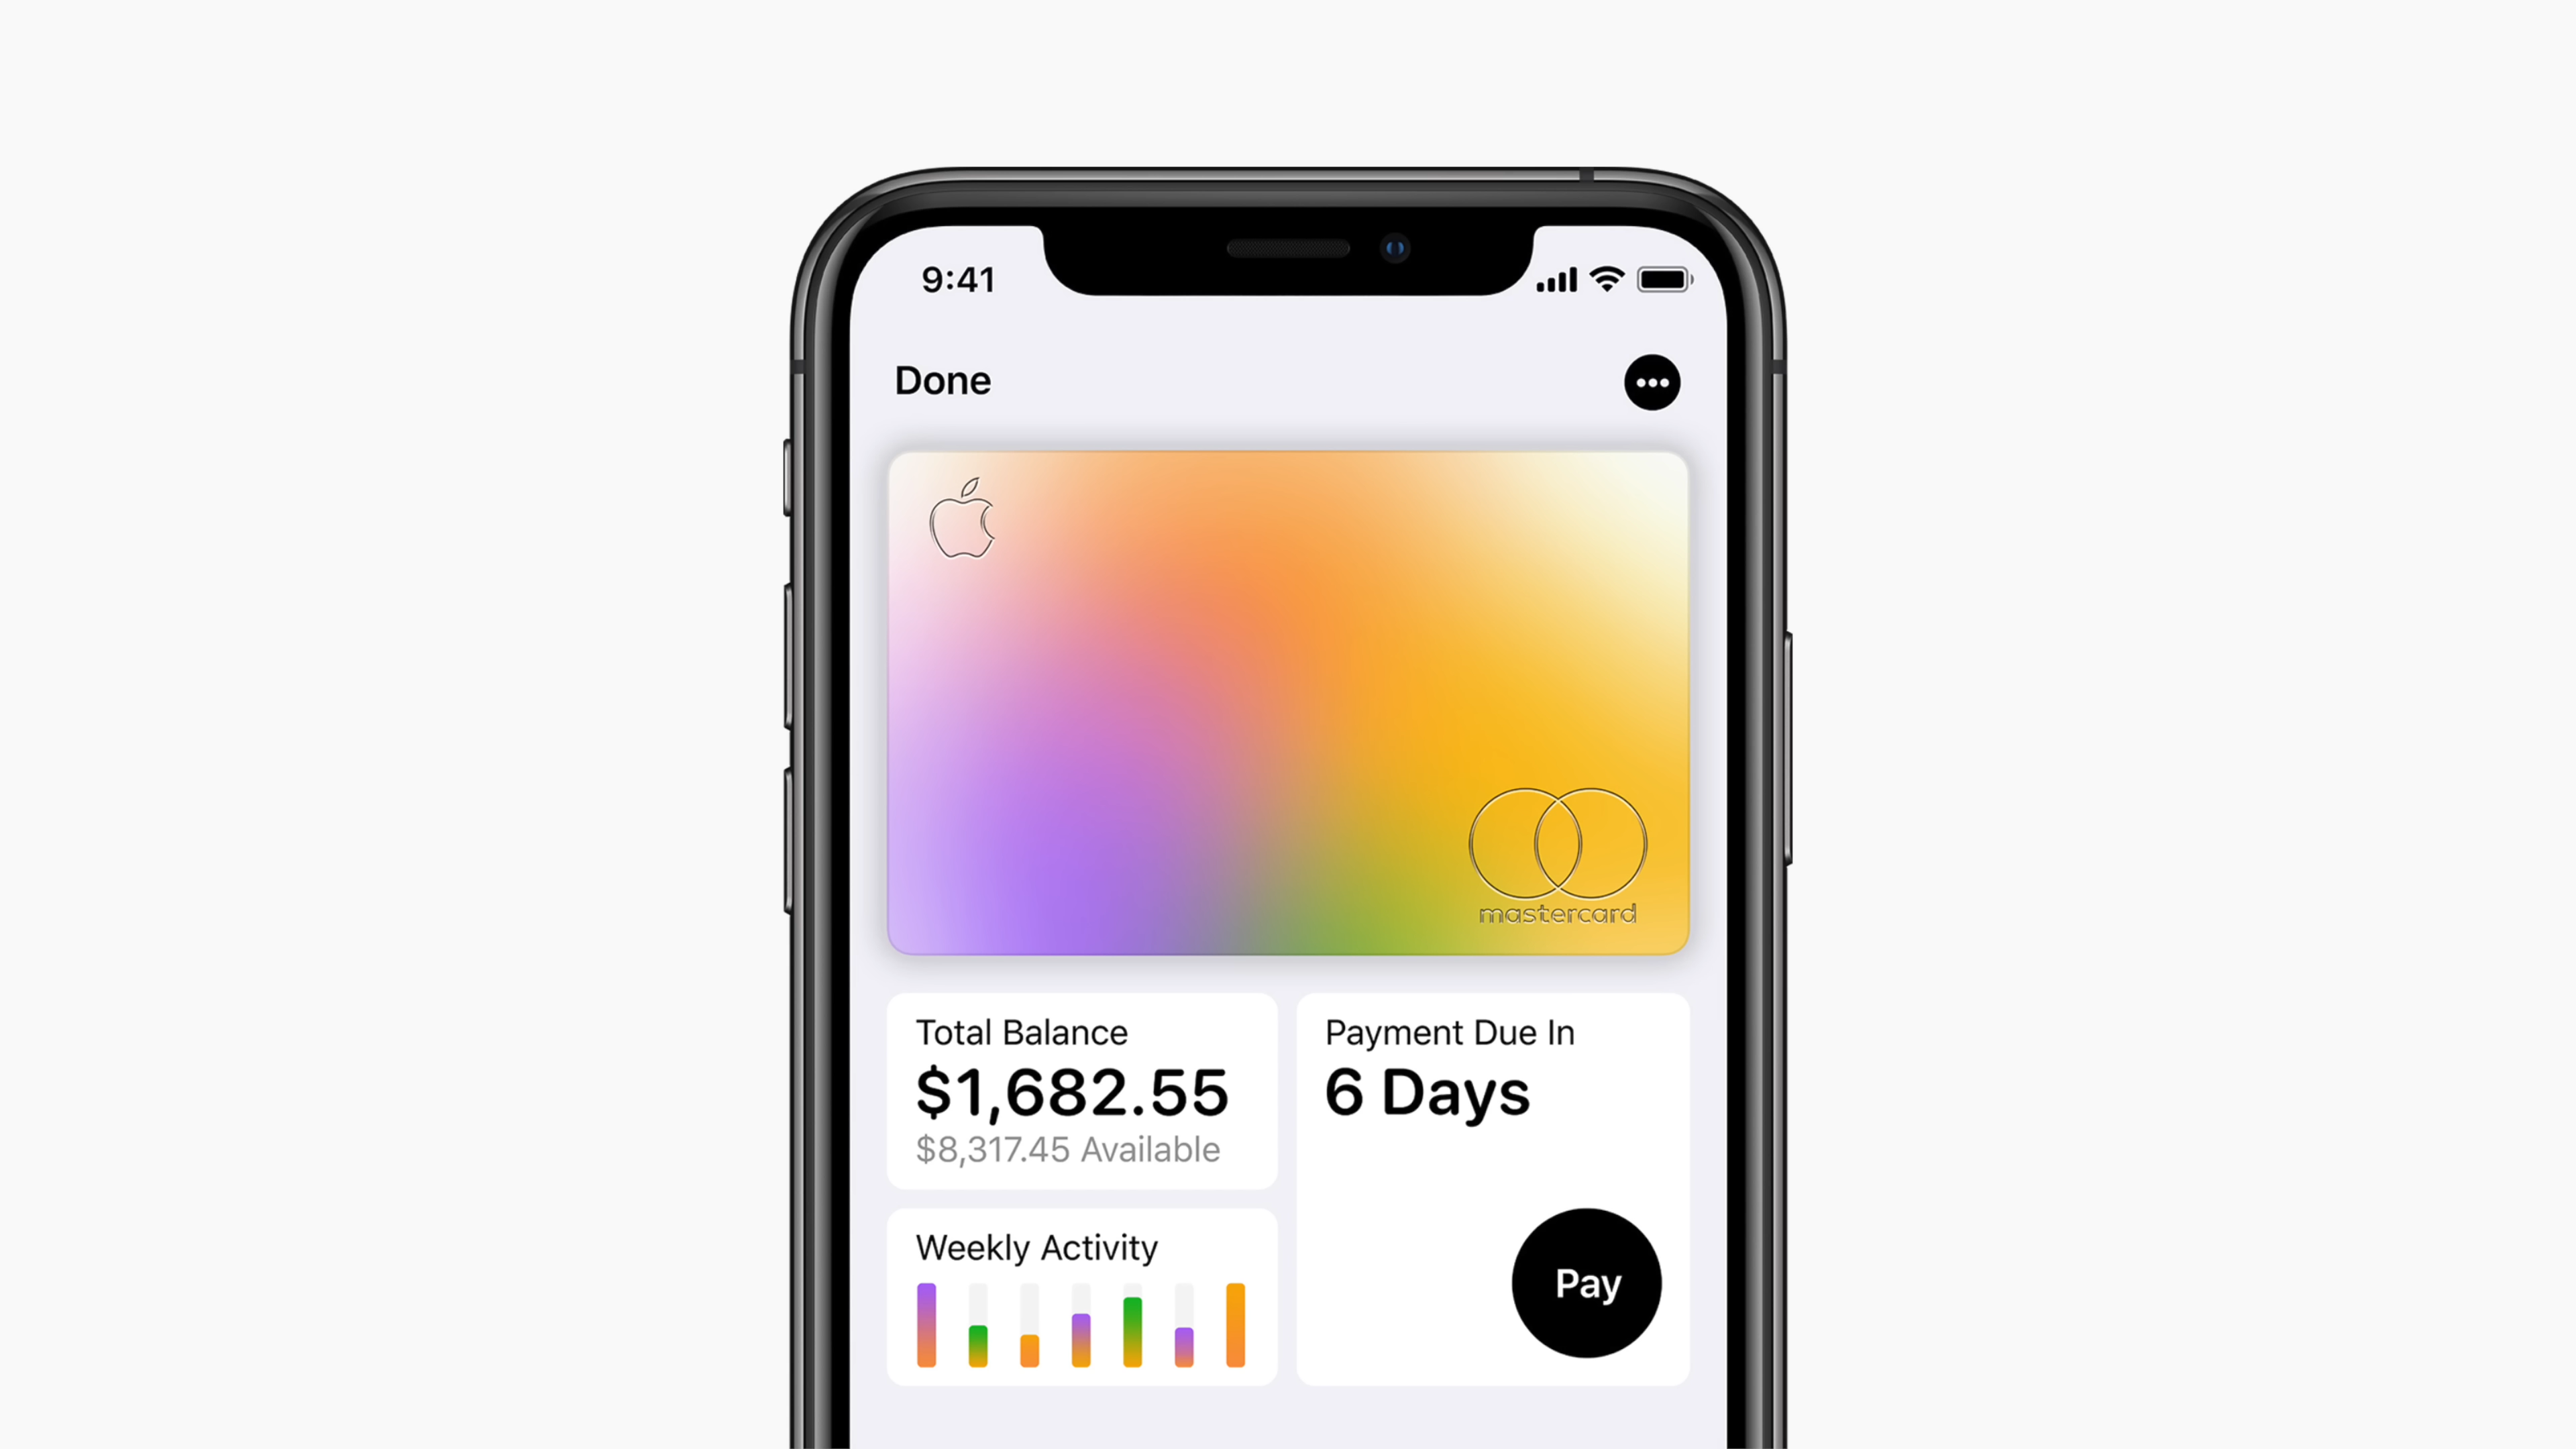 9:41
Done
mastercard
Total Balance
$1,682.55
$8,317.45 Available
Payment Due In
6 Days
Weekly Activity
Pay